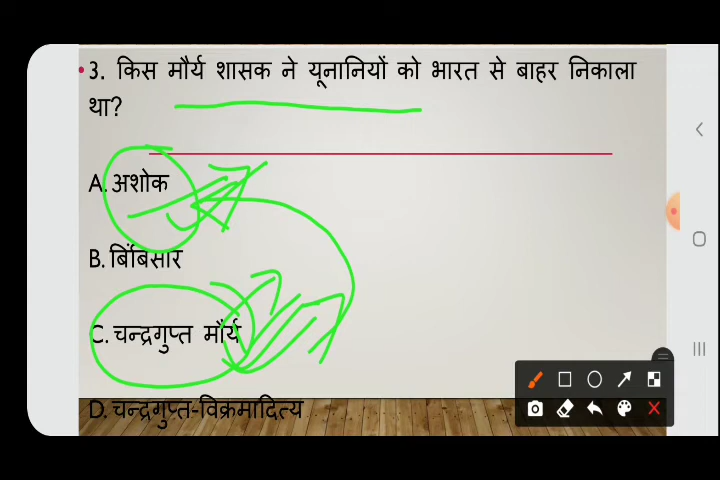 3. किस मौर्य शासक ने यूनानियों को भारत से बाहर निकाला
था?
A. अशोक
B. बिंबिसार
C. चन्द्रगुप्त मौर्य
D. चन्द्रगुप्त-विक्रमादित्य